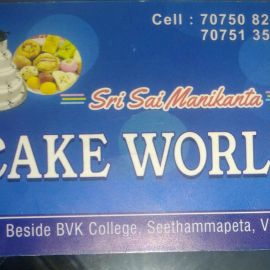 Cell : 70750 82
70751 35
Sri Sai Manikanta
CAKE WORL
Beside BVK College, Seethammapeta, V